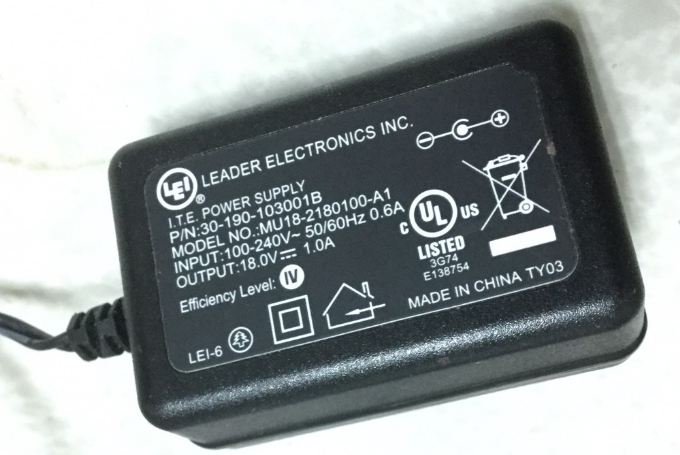 LEI ® LEADER ELECTRONICS INC.
I.T.E. POWER SUPPLY
P/N:30-190-103001B
MODEL NO.:MU18-2180100-A1
INPUT:100-240V~ 50/60Hz 0.6A
OUTPUT:18.0V⎓ 1.0A
Efficiency Level: IV
LEI-6
c UL US
LISTED
3G74
E138754
MADE IN CHINA TY03